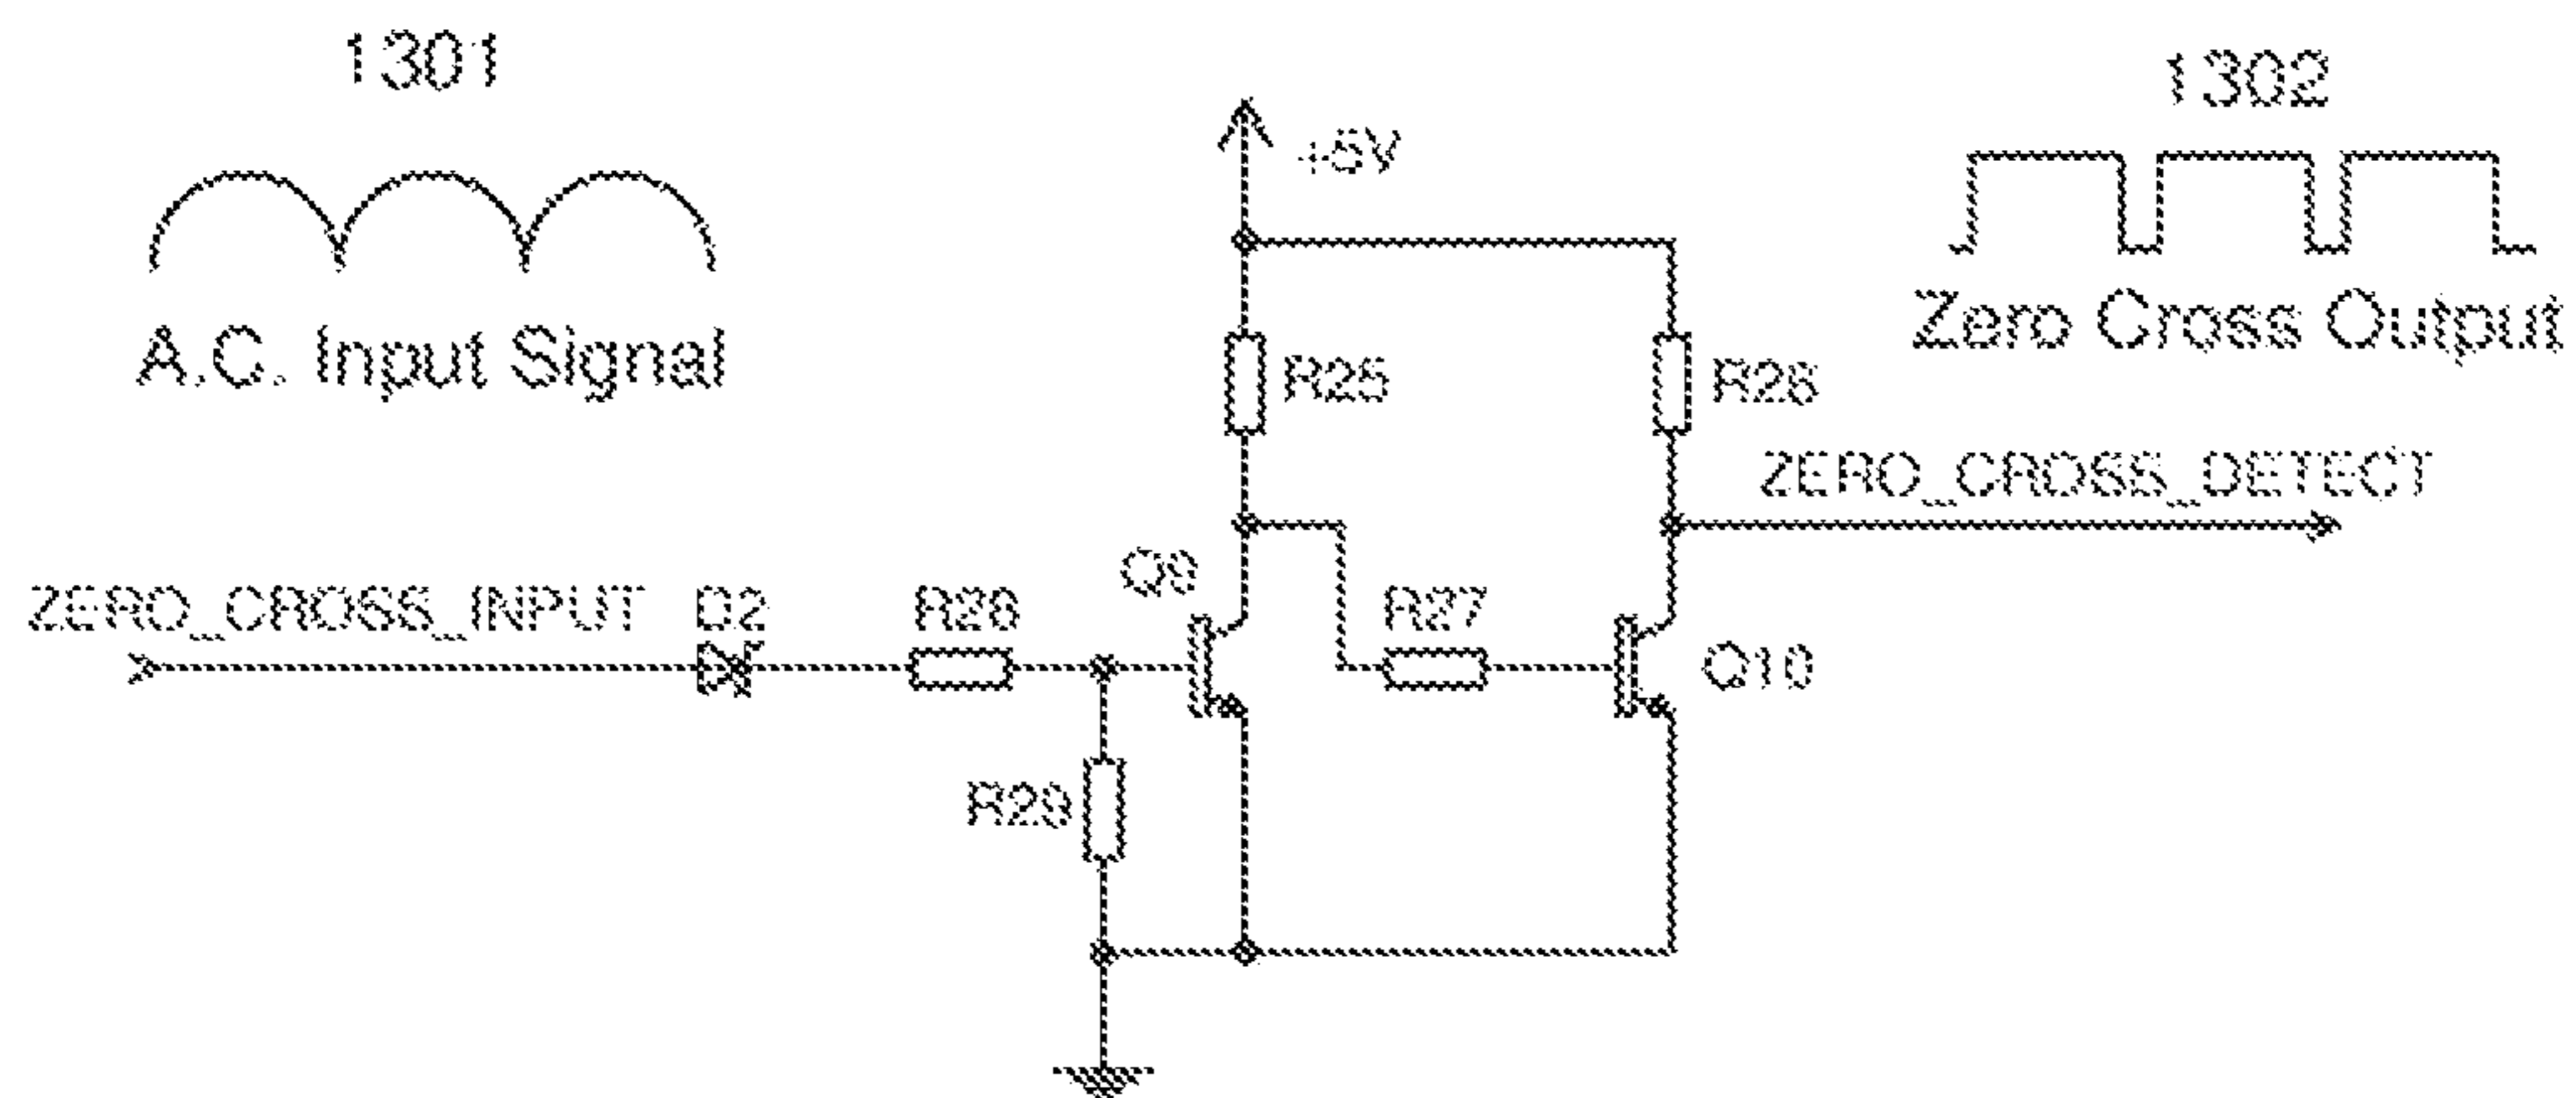 1301
1302
+5V
A.C. Input Signal
Zero Cross Output
R25
R26
ZERO_CROSS_DETECT
Q9
ZERO_CROSS_INPUT D2
R28
R27
Q10
R29